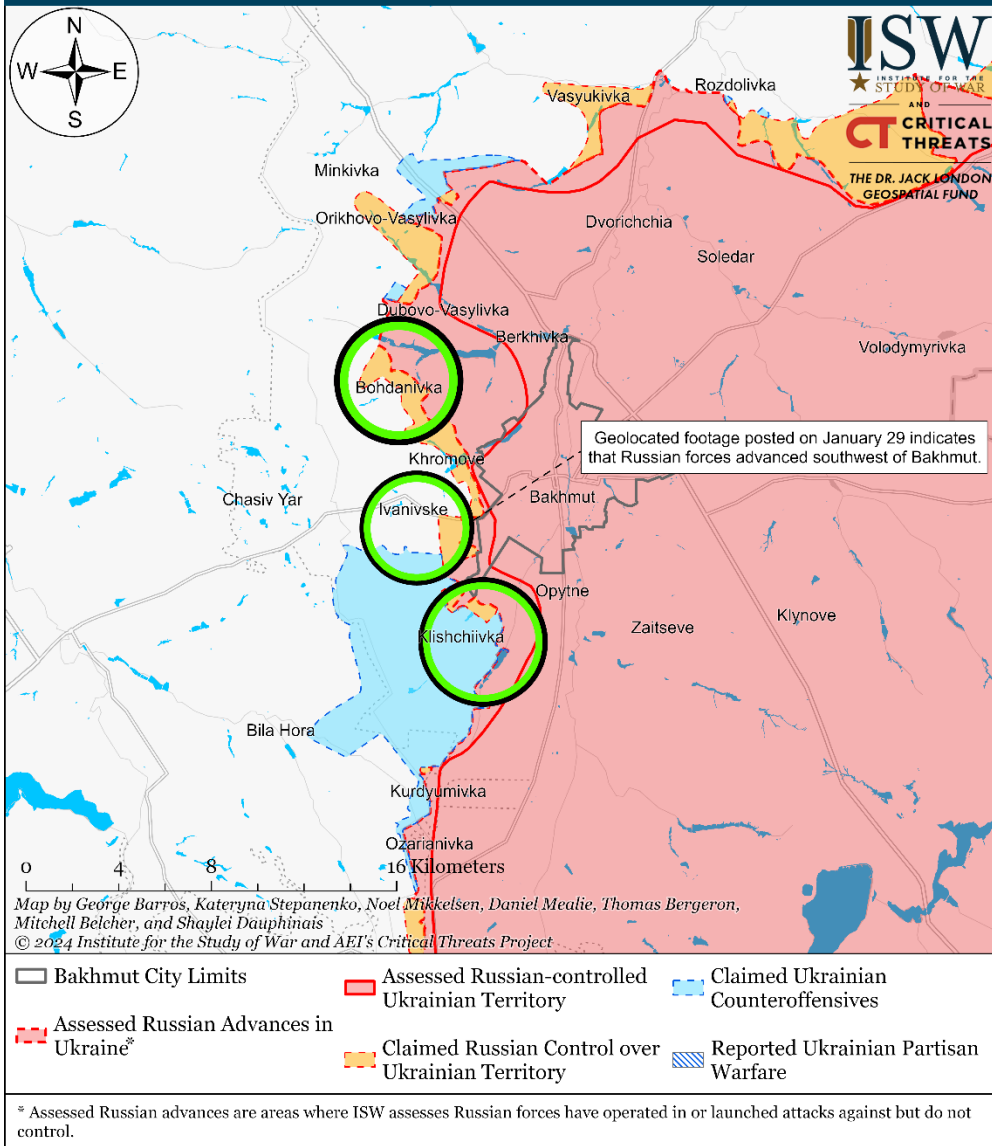 N
W E
S
ISW
INSTITUTE FOR THE
STUDY OF WAR
AND
CT CRITICAL
THREATS
THE DR. JACK LONDON
GEOSPATIAL FUND
Vasyukivka
Rozdolivka
Minkivka
Orikhovo-Vasylivka
Dvorichchia
Soledar
Dubovo-Vasylivka
Berkhivka
Volodymyrivka
Bohdanivka
Geolocated footage posted on January 29 indicates
that Russian forces advanced southwest of Bakhmut.
Khromove
Chasiv Yar
Ivanivske
Bakhmut
Opytne
Klishchiivka
Zaitseve
Klynove
Bila Hora
Kurdyumivka
Ozarianivka
0 4 8 16 Kilometers
Map by George Barros, Kateryna Stepanenko, Noel Mikkelsen, Daniel Mealie, Thomas Bergeron,
Mitchell Belcher, and Shaylei Dauphinais
© 2024 Institute for the Study of War and AEI's Critical Threats Project
Bakhmut City Limits
Assessed Russian Advances in
Ukraine*
Assessed Russian-controlled
Ukrainian Territory
Claimed Russian Control over
Ukrainian Territory
Claimed Ukrainian
Counteroffensives
Reported Ukrainian Partisan
Warfare
* Assessed Russian advances are areas where ISW assesses Russian forces have operated in or launched attacks against but do not
control.